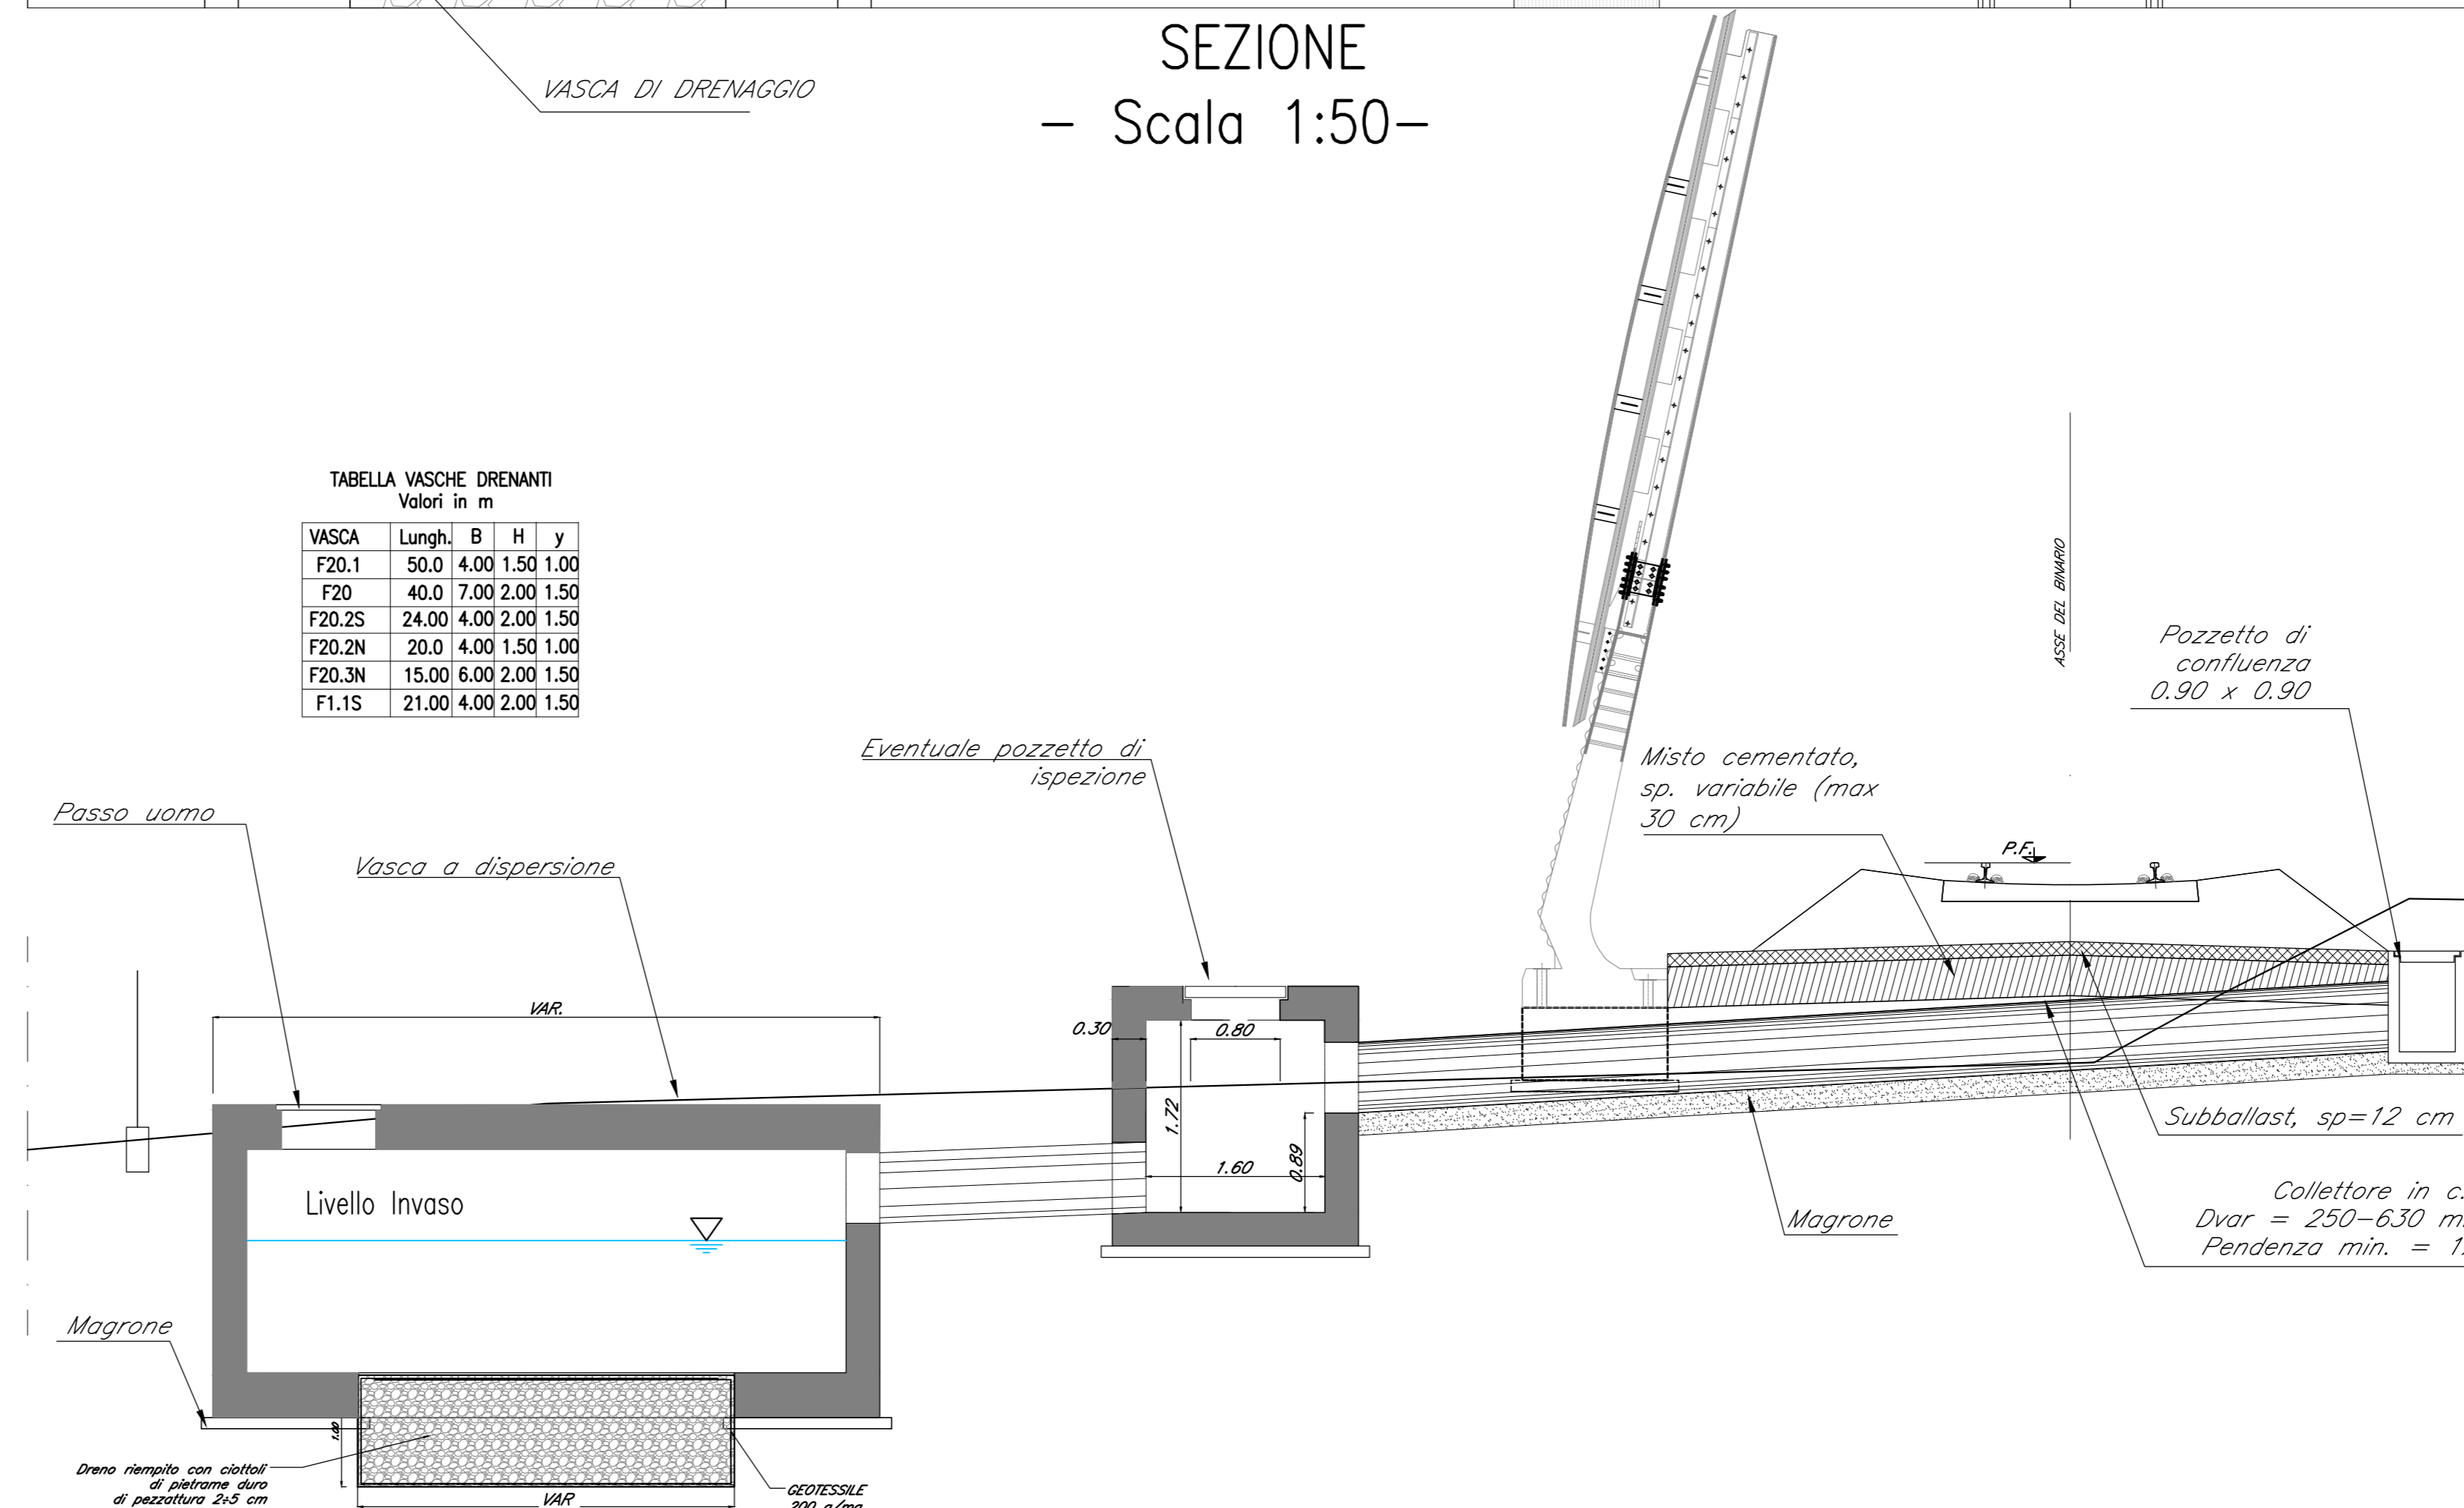 VASCA DI DRENAGGIO
SEZIONE
- Scala 1:50-
TABELLA VASCHE DRENANTI
Valori in m
VASCA Lungh. B H y
F20.1 50.0 4.00 1.50 1.00
F20 40.0 7.00 2.00 1.50
F20.2S 24.00 4.00 2.00 1.50
F20.2N 20.0 4.00 1.50 1.00
F20.3N 15.00 6.00 2.00 1.50
F1.1S 21.00 4.00 2.00 1.50
ASSE DEL BINARIO
Pozzetto di
confluenza
0.90 x 0.90
Eventuale pozzetto di
ispezione
Misto cementato,
sp. variabile (max
30 cm)
Passo uomo
Vasca a dispersione
P.F.
VAR.
0.30
0.80
1.72
1.60
0.89
Subballast, sp=12 cm
Livello Invaso
Magrone
Collettore in c.
Dvar = 250-630 m
Pendenza min. = 1
Magrone
1.00
Dreno riempito con ciottoli
di pietrame duro
di pezzattura 2÷5 cm
VAR
GEOTESSILE
200 g/mq